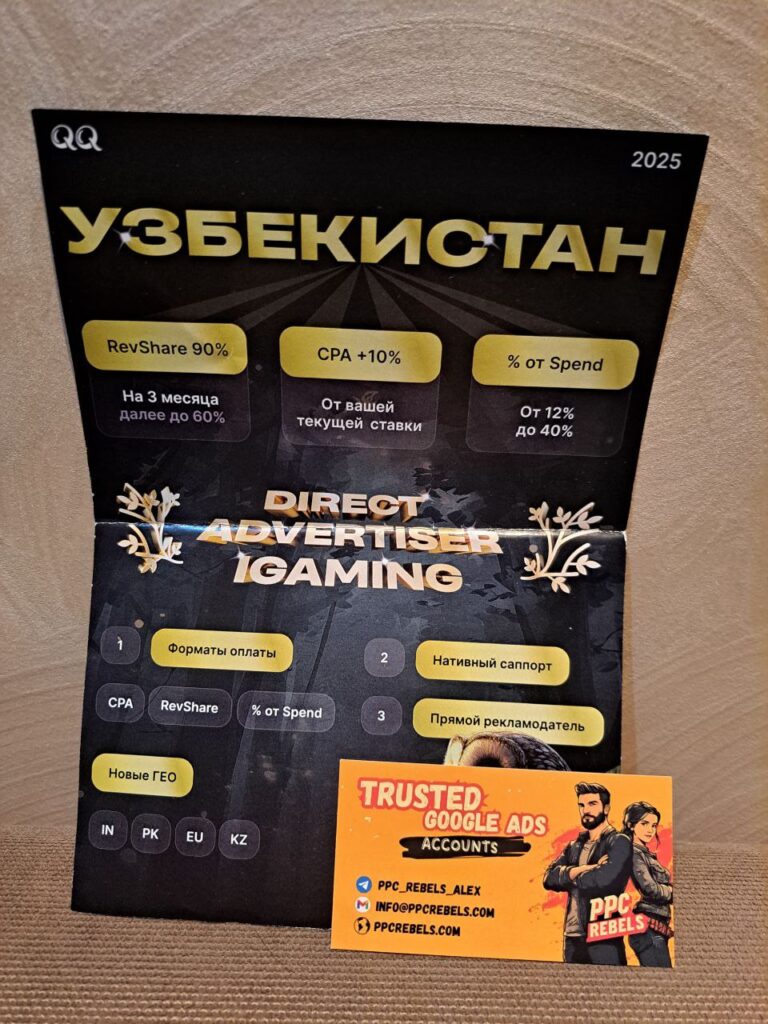 QQ
2025
УЗБЕКИСТАН
RevShare 90%
На 3 месяца
далее до 60%
CPA +10%
От вашей
текущей ставки
% от Spend
От 12%
до 40%
DIRECT
ADVERTISER
IGAMING
1
Форматы оплаты
CPA
RevShare
% от Spend
2
Нативный саппорт
3
Прямой рекламодатель
Новые ГЕО
IN
PK
EU
KZ
TRUSTED
GOOGLE ADS
ACCOUNTS
PPC_REBELS_ALEX
INFO@PPCREBELS.COM
PPCREBELS.COM
PPC
REBELS